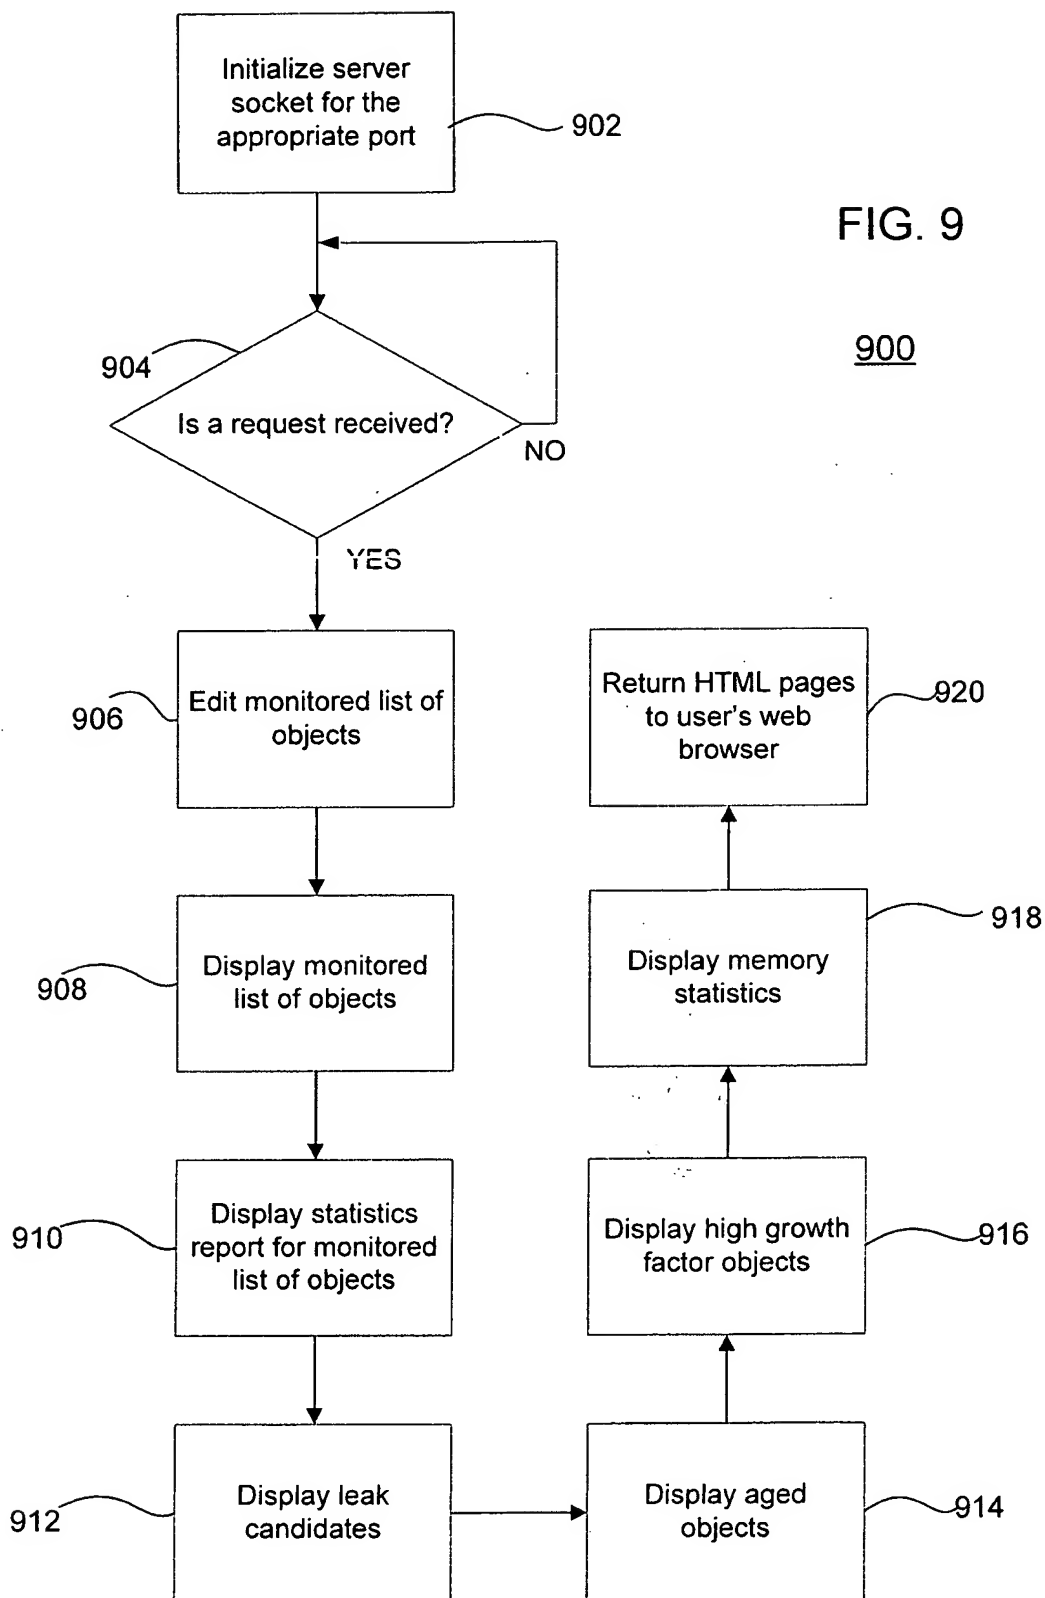 Initialize server
socket for the
appropriate port
902
FIG. 9
900
904
Is a request received?
NO
YES
906
Edit monitored list of
objects
908
Display monitored
list of objects
910
Display statistics
report for monitored
list of objects
912
Display leak
candidates
Display aged
objects
914
Display high growth
factor objects
916
Display memory
statistics
918
Return HTML pages
to user's web
browser
920